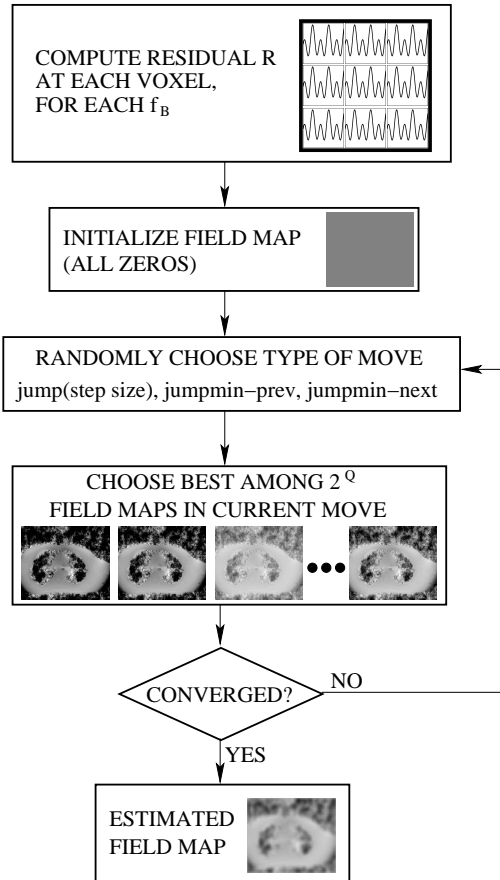 COMPUTE RESIDUAL R
AT EACH VOXEL,
FOR EACH f_B
INITIALIZE FIELD MAP
(ALL ZEROS)
RANDOMLY CHOOSE TYPE OF MOVE
jump(step size), jumpmin−prev, jumpmin−next
CHOOSE BEST AMONG 2^Q
FIELD MAPS IN CURRENT MOVE
CONVERGED?
NO
YES
ESTIMATED
FIELD MAP